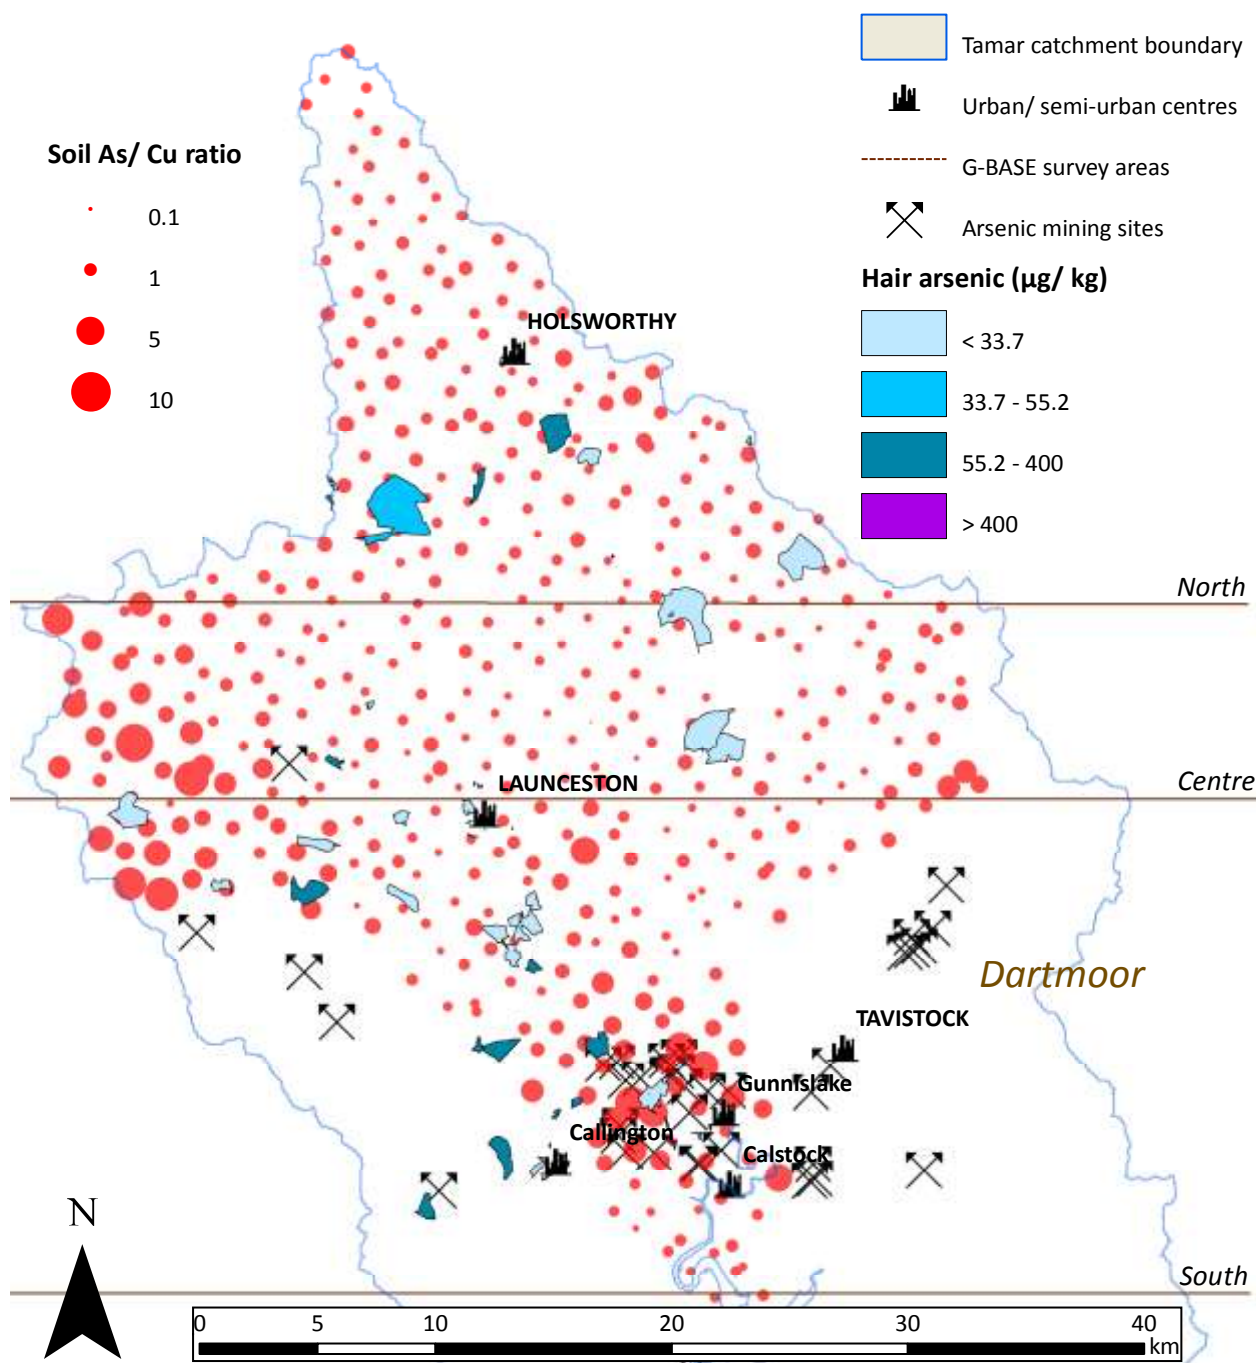 Tamar catchment boundary
Urban/ semi-urban centres
G-BASE survey areas
Arsenic mining sites
Hair arsenic (µg/ kg)
< 33.7
33.7 - 55.2
55.2 - 400
> 400
Soil As/ Cu ratio
0.1
1
5
10
HOLSWORTHY
North
LAUNCESTON
Centre
Dartmoor
TAVISTOCK
Gunnislake
Callington
Calstock
N
South
0 5 10 20 30 40
km